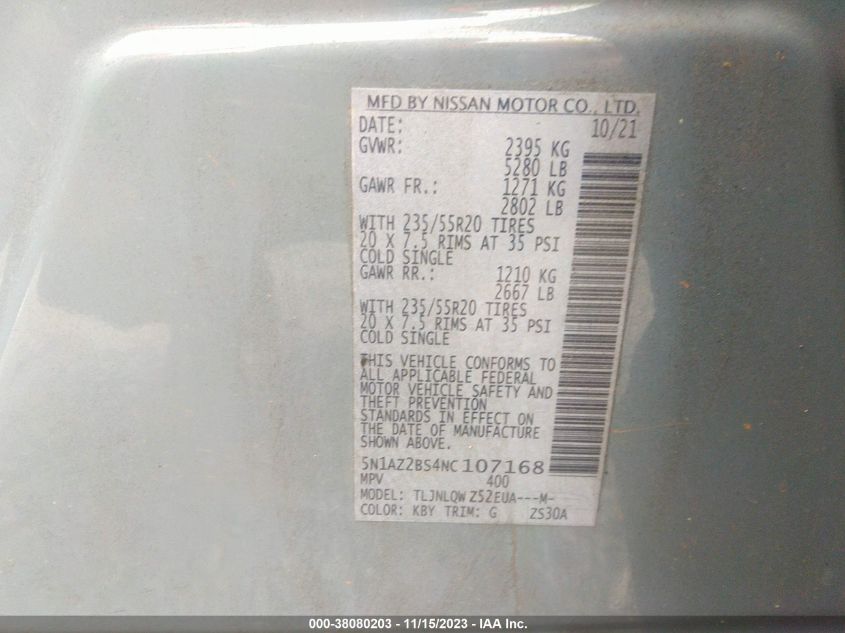 MFD BY NISSAN MOTOR CO., LTD.
DATE: 10/21
GVWR: 2395 KG
5280 LB
GAWR FR.: 1271 KG
2802 LB
WITH 235/55R20 TIRES
20 X 7.5 RIMS AT 35 PSI
COLD SINGLE
GAWR RR.: 1210 KG
2667 LB
WITH 235/55R20 TIRES
20 X 7.5 RIMS AT 35 PSI
COLD SINGLE
THIS VEHICLE CONFORMS TO
ALL APPLICABLE FEDERAL
MOTOR VEHICLE SAFETY AND
THEFT PREVENTION
STANDARDS IN EFFECT ON
THE DATE OF MANUFACTURE
SHOWN ABOVE.
5N1AZ2BS4NC107168
MPV 400
MODEL: TLJNLQW Z52EUA---M-
COLOR: KBY TRIM: G ZS30A
000-38080203 - 11/15/2023 - IAA Inc.